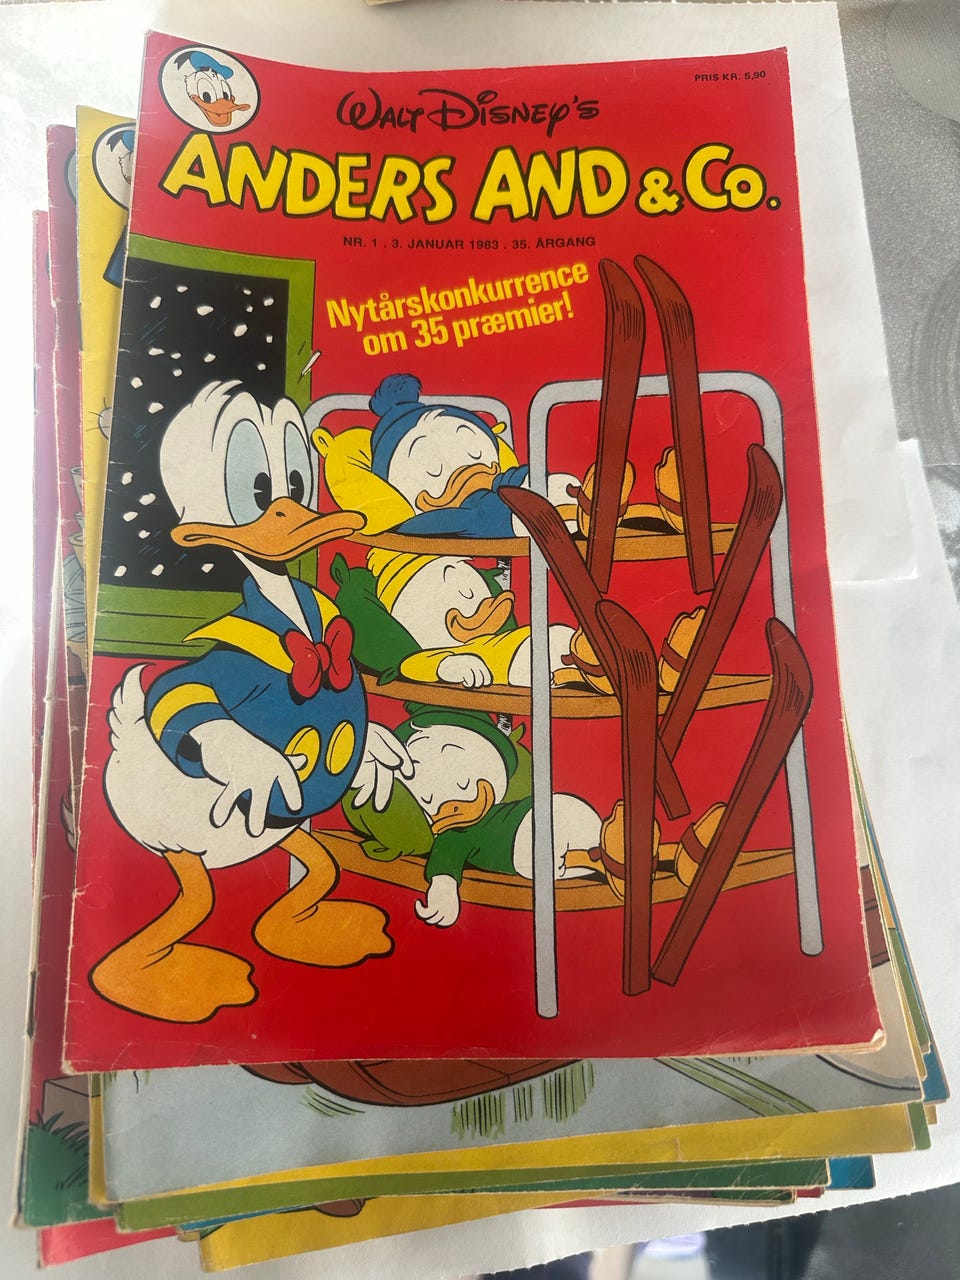 PRIS KR. 5,90
WALT DISNEY'S
ANDERS AND & Co.
NR. 1 . 3. JANUAR 1983 . 35. ÅRGANG
Nytårskonkurrence
om 35 præmier!